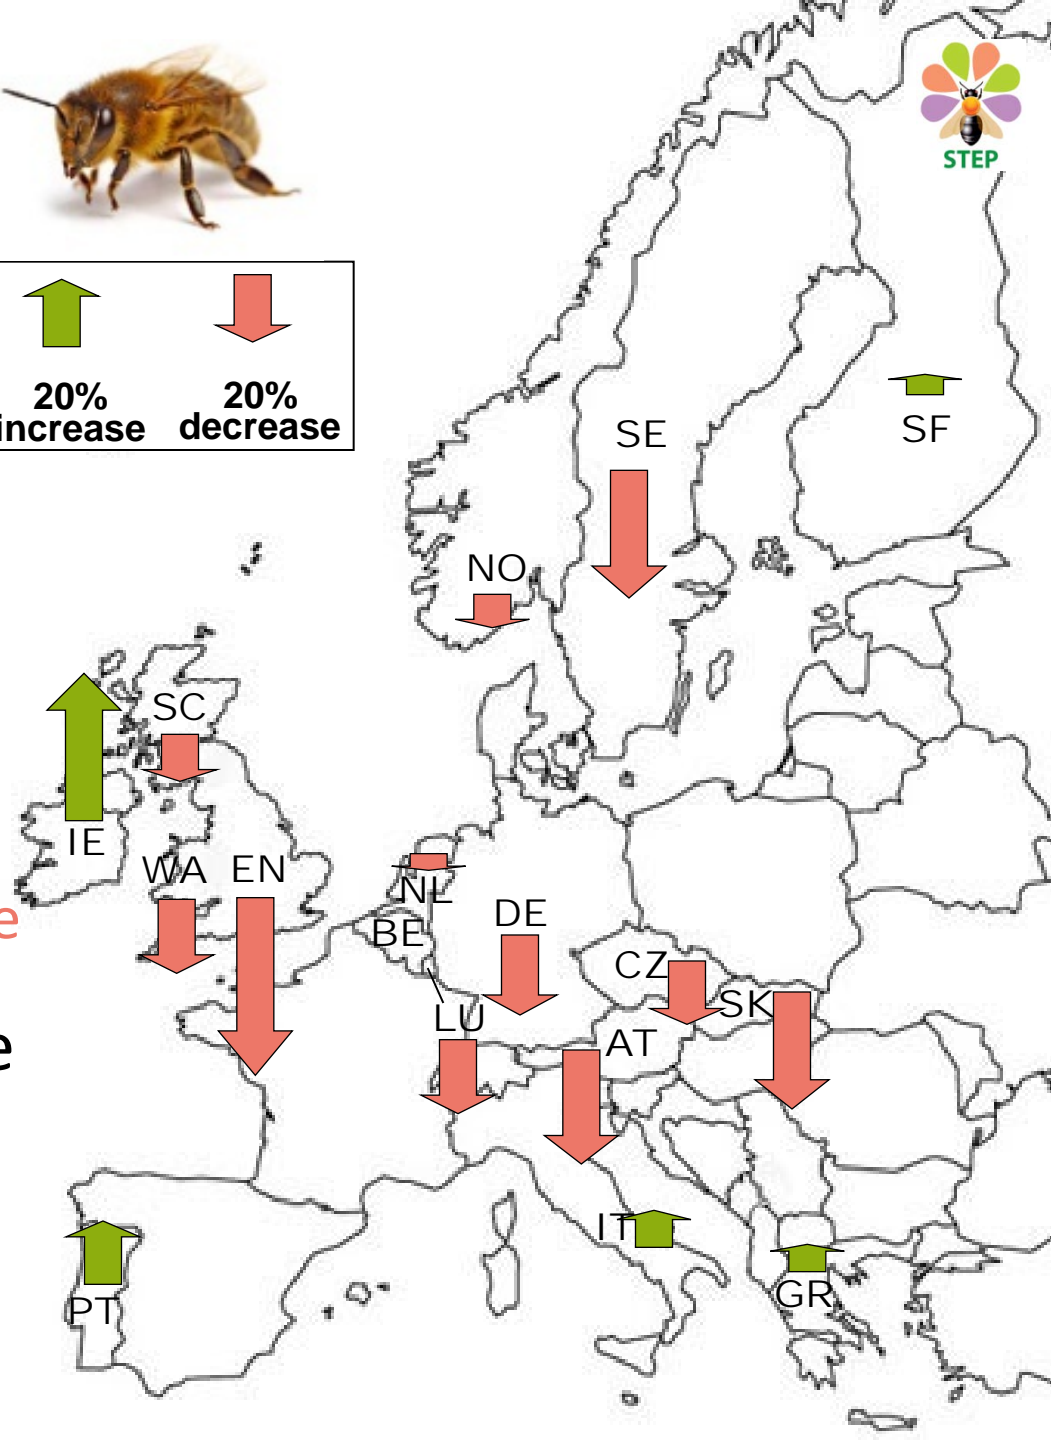 STEP
20%
increase
20%
decrease
SF
SE
NO
SC
IE
WA
EN
NL
BE
DE
CZ
SK
LU
AT
IT
GR
PT
e
e